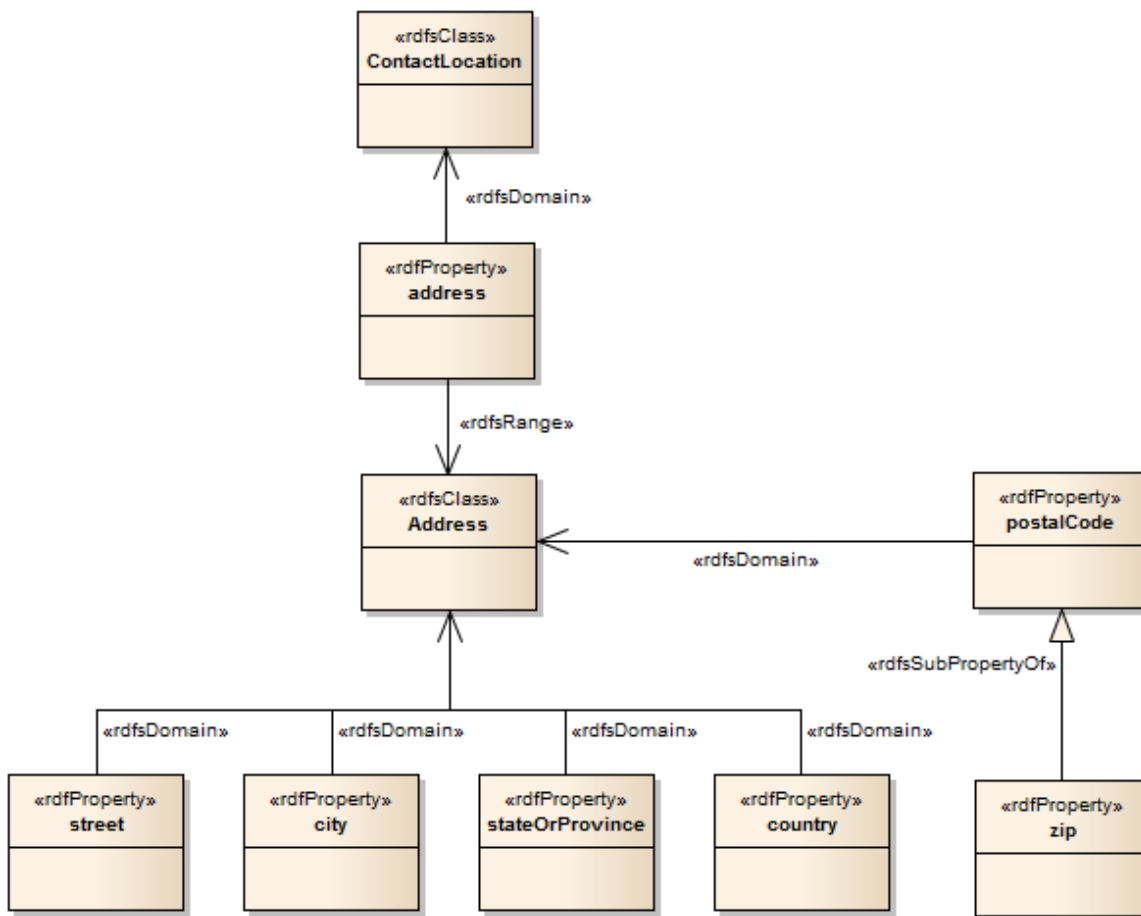 «rdfsClass»
ContactLocation
«rdfsDomain»
«rdfProperty»
address
«rdfsRange»
«rdfsClass»
Address
«rdfProperty»
postalCode
«rdfsDomain»
«rdfsSubPropertyOf»
«rdfsDomain» «rdfsDomain» «rdfsDomain» «rdfsDomain»
«rdfProperty»
street
«rdfProperty»
city
«rdfProperty»
stateOrProvince
«rdfProperty»
country
«rdfProperty»
zip